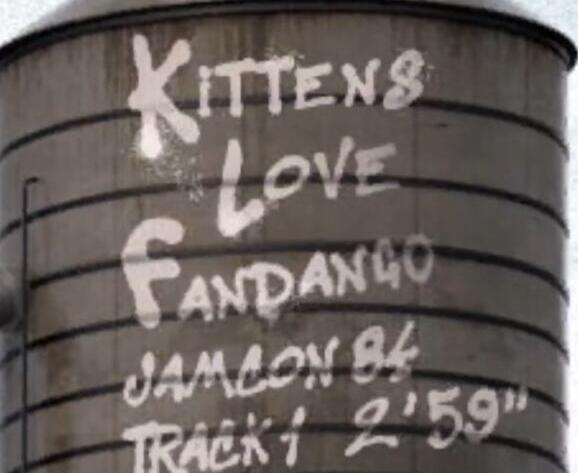 KiTTENS
LOVE
FANDANGO
JAMCON 84
TRACK 1 2'59"